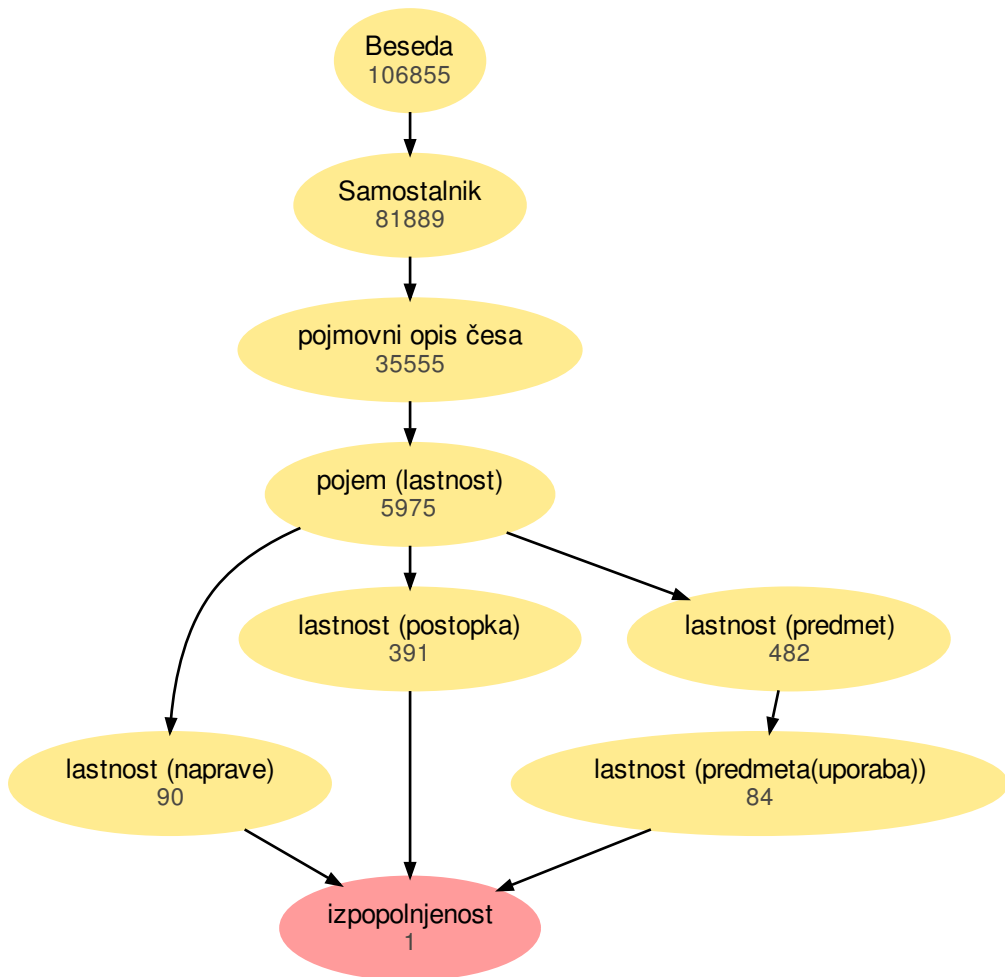 Beseda
106855
Samostalnik
81889
pojmovni opis česa
35555
pojem (lastnost)
5975
lastnost (postopka)
391
lastnost (predmet)
482
lastnost (naprave)
90
lastnost (predmeta(uporaba))
84
izpopolnjenost
1